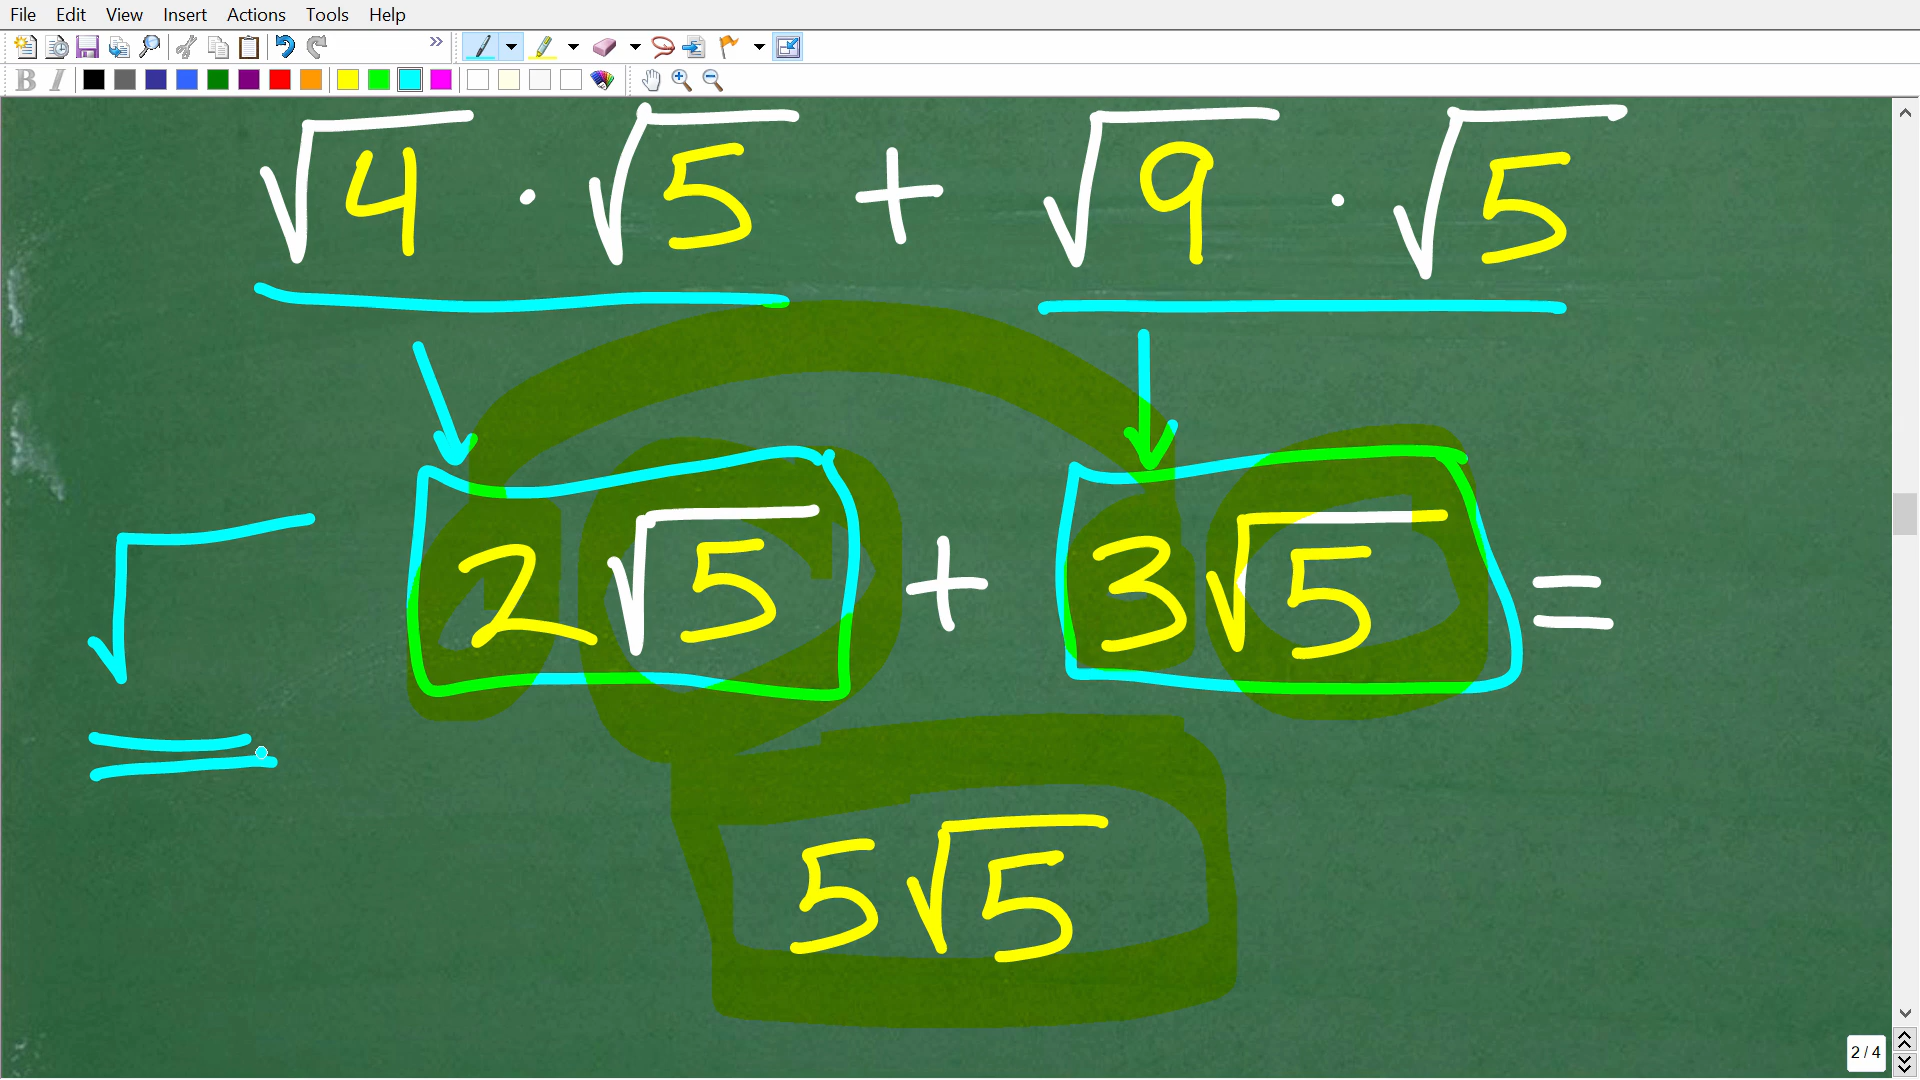 File Edit View Insert Actions Tools Help
B I
√4 · √5 + √9 · √5
√ 2√5 + 3√5 =
5√5
2 / 4